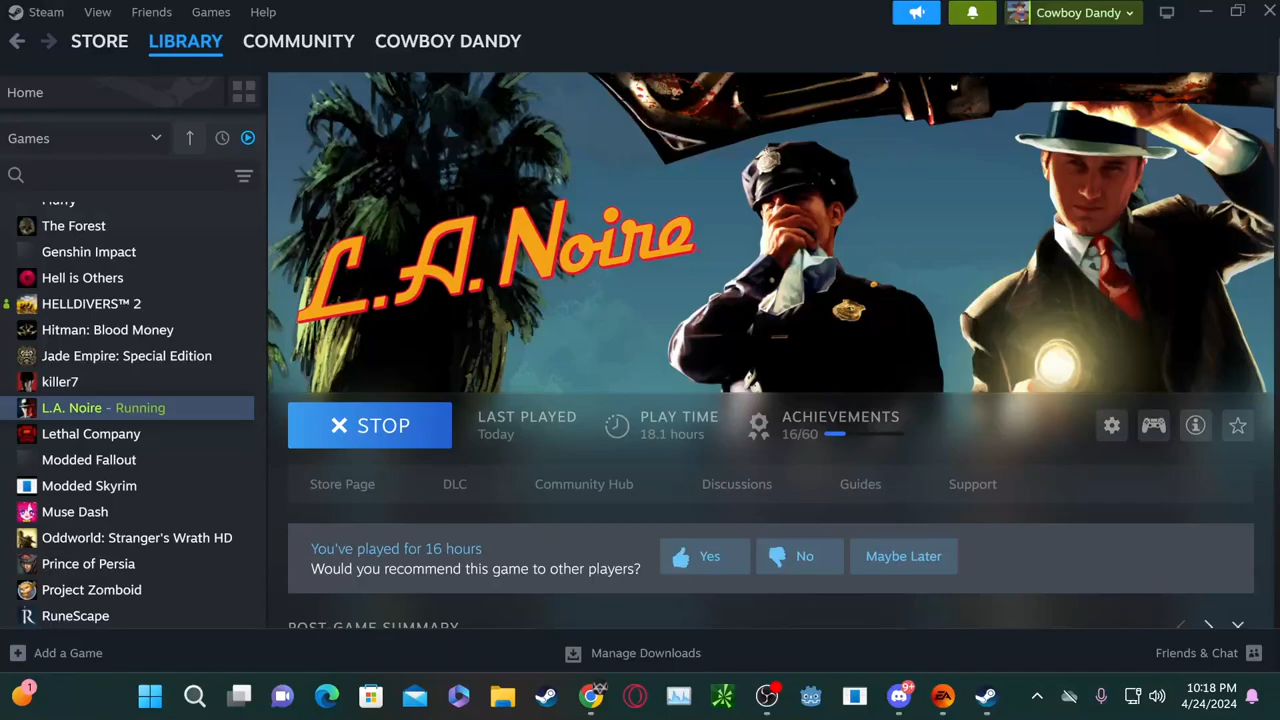 Steam View Friends Games Help
Cowboy Dandy
STORE LIBRARY COMMUNITY COWBOY DANDY
Home
Games
The Forest
Genshin Impact
Hell is Others
HELLDIVERS™ 2
Hitman: Blood Money
Jade Empire: Special Edition
killer7
L.A. Noire - Running
Lethal Company
Modded Fallout
Modded Skyrim
Muse Dash
Oddworld: Stranger's Wrath HD
Prince of Persia
Project Zomboid
RuneScape
L.A. Noire
STOP
LAST PLAYED
Today
PLAY TIME
18.1 hours
ACHIEVEMENTS
16/60
Store Page DLC Community Hub Discussions Guides Support
You've played for 16 hours
Would you recommend this game to other players?
Yes No Maybe Later
POST-GAME SUMMARY
Add a Game
Manage Downloads
Friends & Chat
1
9+
10:18 PM
4/24/2024